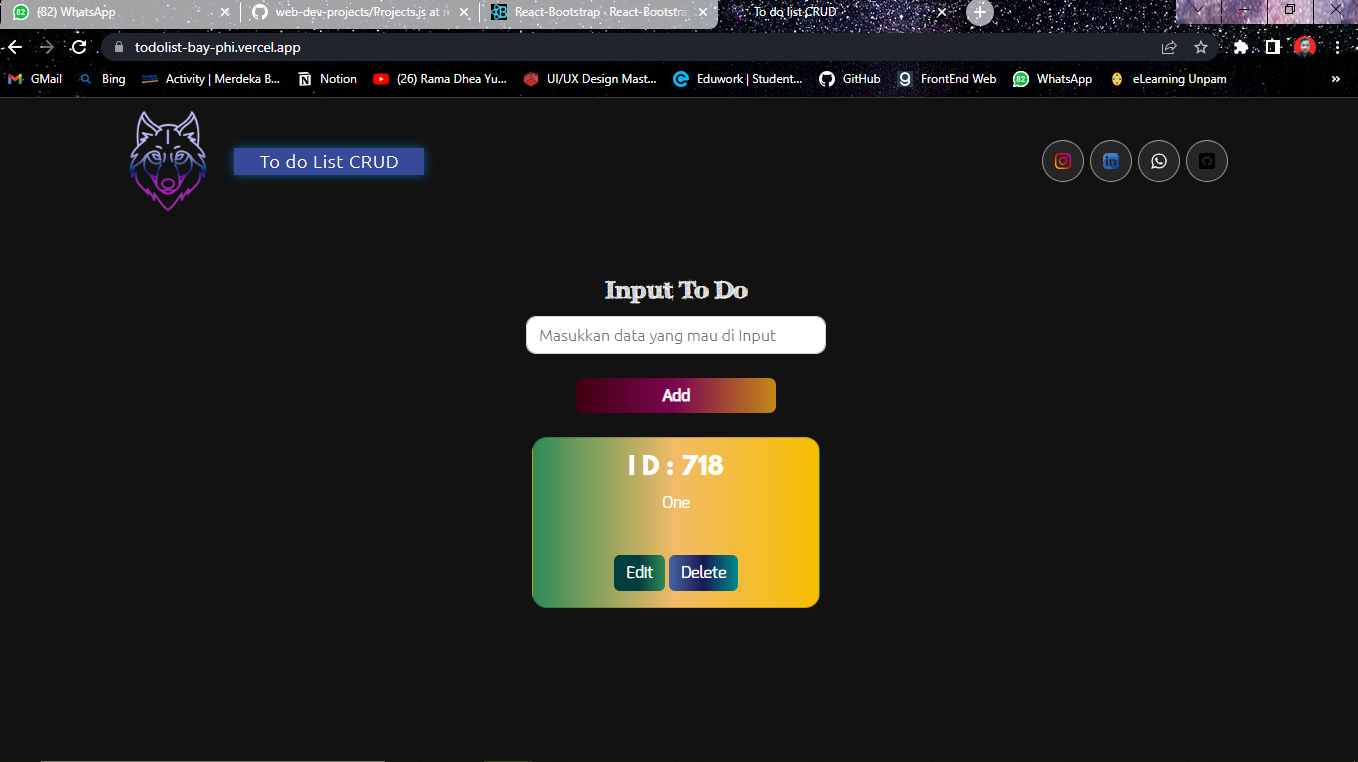 (82) WhatsApp
web-dev-projects/Projects.js at
React-Bootstrap · React-Bootstra
To do list CRUD
todolist-bay-phi.vercel.app
GMail
Bing
Activity | Merdeka B...
Notion
(26) Rama Dhea Yu...
UI/UX Design Mast...
Eduwork | Student...
GitHub
FrontEnd Web
WhatsApp
eLearning Unpam
»
To do List CRUD
Input To Do
Masukkan data yang mau di Input
Add
I D : 718
One
Edit
Delete